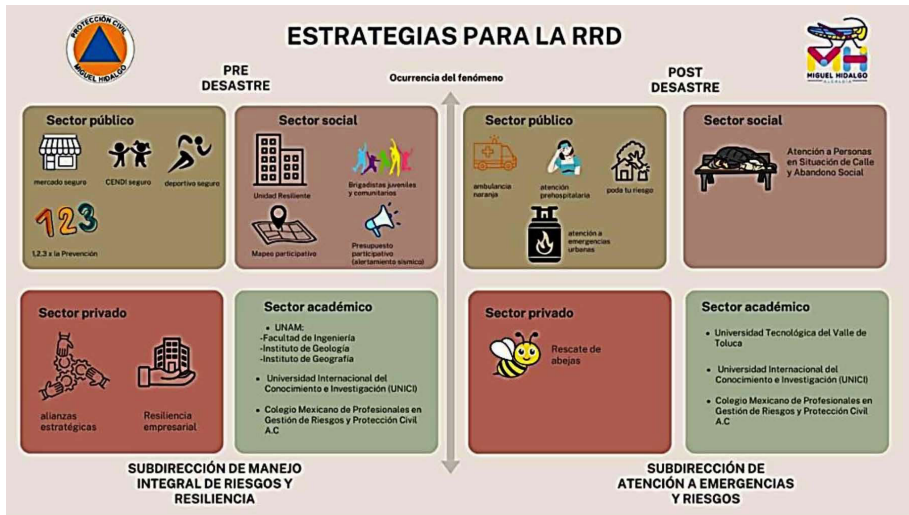 PROTECCIÓN CIVIL
MIGUEL HIDALGO
ESTRATEGIAS PARA LA RRD
MH
MIGUEL HIDALGO
ALCALDÍA
PRE
DESASTRE
Ocurrencia del fenómeno
POST
DESASTRE
Sector público
mercado seguro
CENDI seguro
deportivo seguro
123
1,2,3 x la Prevención
Sector social
Unidad Resiliente
Brigadistas juveniles
y comunitarios
Mapeo participativo
Presupuesto
participativo
(alertamiento sísmico)
Sector público
ambulancia
naranja
atención
prehospitalaria
poda tu riesgo
atención a
emergencias
urbanas
Sector social
Atención a Personas
en Situación de Calle
y Abandono Social
Sector privado
alianzas
estratégicas
Resiliencia
empresarial
Sector académico
• UNAM:
-Facultad de Ingeniería
-Instituto de Geología
-Instituto de Geografía
• Universidad Internacional del
Conocimiento e Investigación (UNICI)
• Colegio Mexicano de Profesionales en
Gestión de Riesgos y Protección Civil
A.C
Sector privado
Rescate de
abejas
Sector académico
• Universidad Tecnológica del Valle de
Toluca
• Universidad Internacional del
Conocimiento e Investigación (UNICI)
• Colegio Mexicano de Profesionales en
Gestión de Riesgos y Protección Civil
A.C
SUBDIRECCIÓN DE MANEJO
INTEGRAL DE RIESGOS Y
RESILIENCIA
SUBDIRECCIÓN DE
ATENCIÓN A EMERGENCIAS
Y RIESGOS